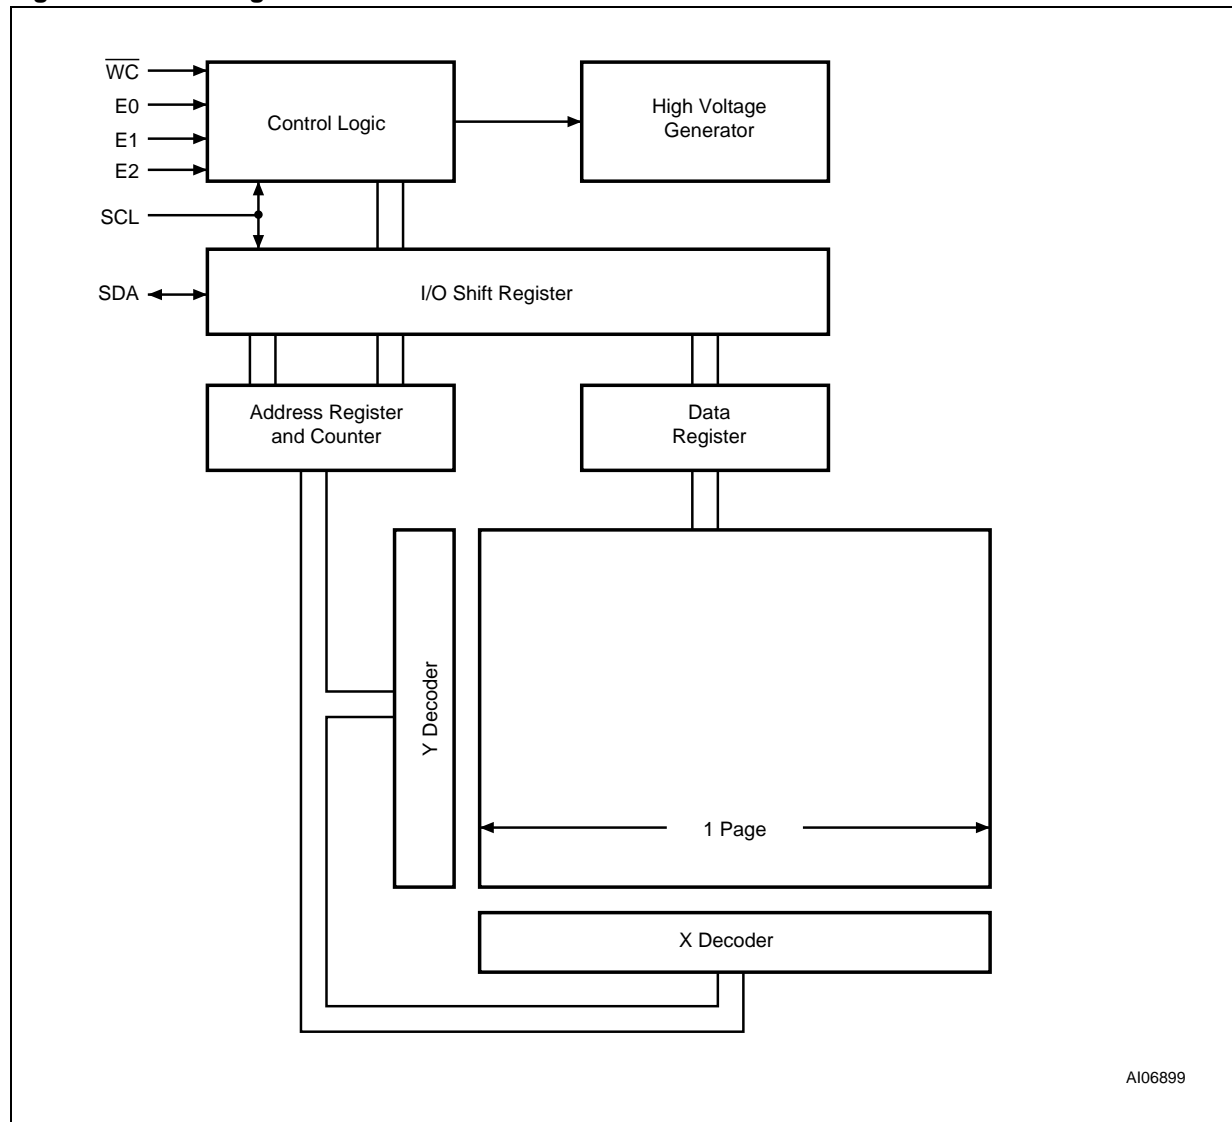 WC
E0
E1
E2
SCL
SDA
Control Logic
High Voltage
Generator
I/O Shift Register
Address Register
and Counter
Data
Register
Y Decoder
1 Page
X Decoder
AI06899